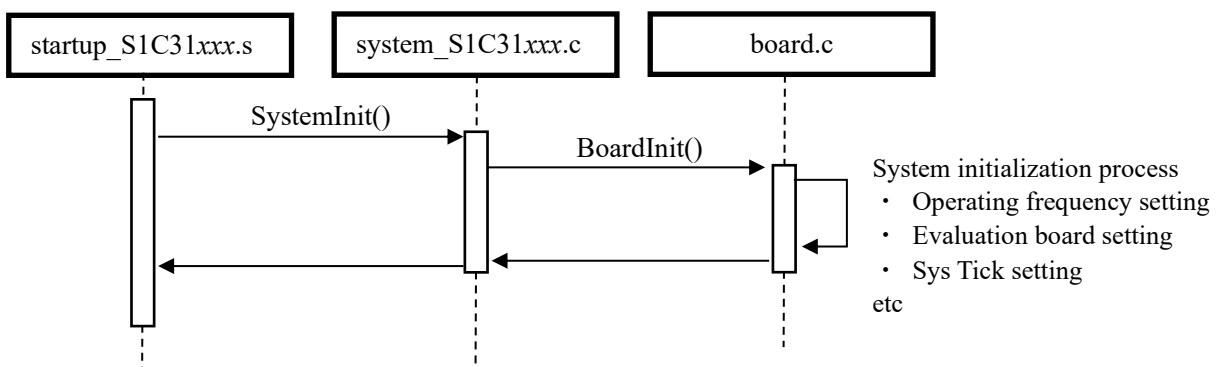 startup_S1C31xxx.s
system_S1C31xxx.c
board.c
SystemInit()
BoardInit()
System initialization process
・ Operating frequency setting
・ Evaluation board setting
・ Sys Tick setting
etc